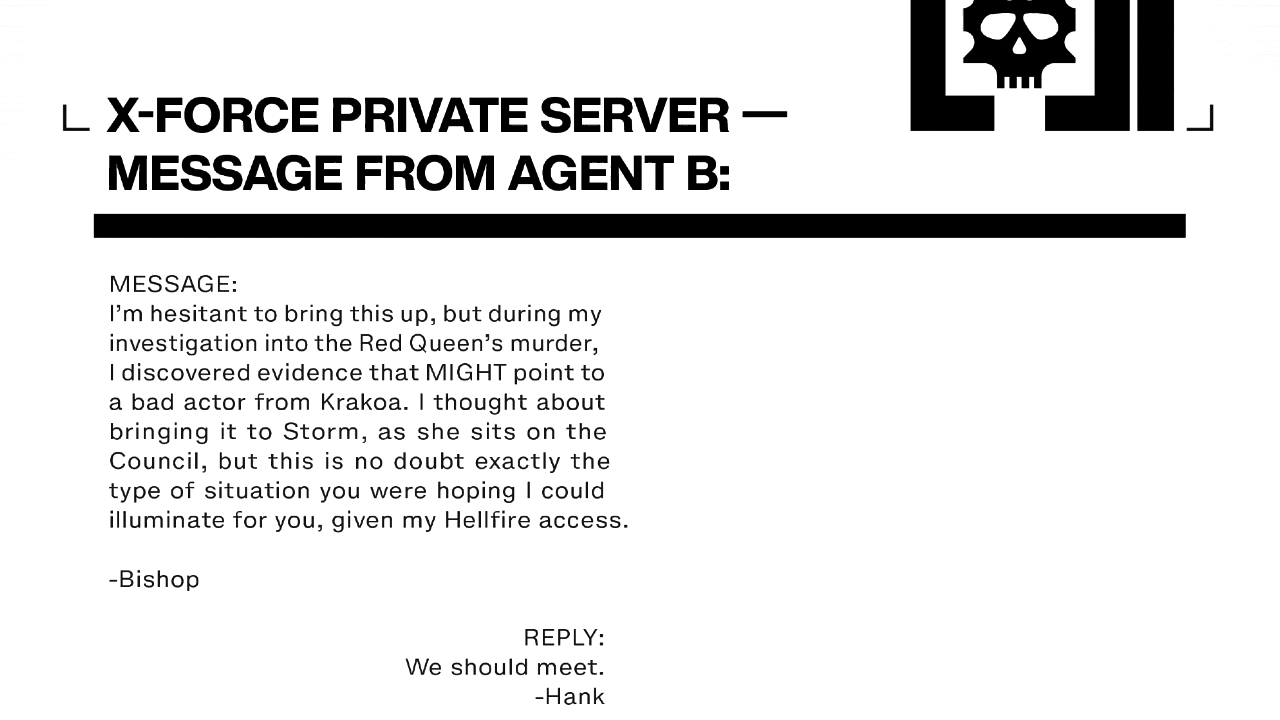 X-FORCE PRIVATE SERVER —
MESSAGE FROM AGENT B:
MESSAGE:
I’m hesitant to bring this up, but during my
investigation into the Red Queen’s murder,
I discovered evidence that MIGHT point to
a bad actor from Krakoa. I thought about
bringing it to Storm, as she sits on the
Council, but this is no doubt exactly the
type of situation you were hoping I could
illuminate for you, given my Hellfire access.
-Bishop
REPLY:
We should meet.
-Hank